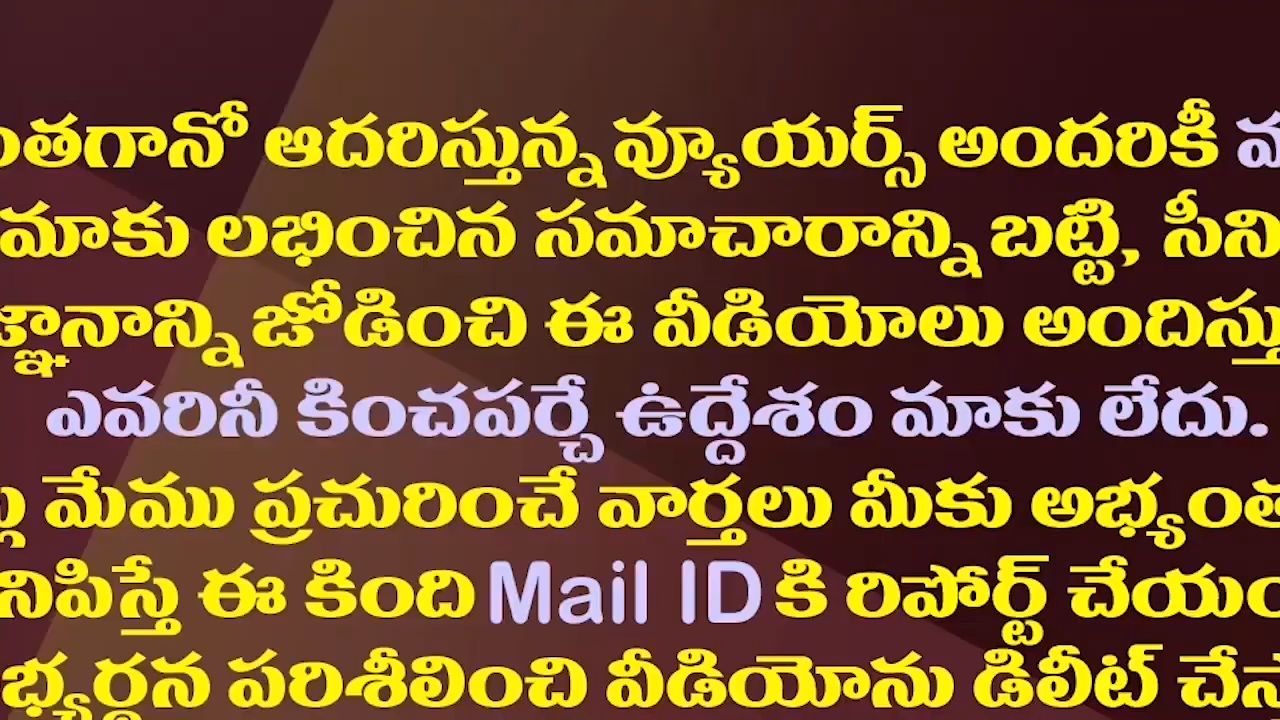 ంతగానో ఆదరిస్తున్న వ్యూయర్స్ అందరికీ
మాకు లభించిన సమాచారాన్ని బట్టి, సీని
జ్ఞానాన్ని జోడించి ఈ వీడియోలు అందిస్తు
ఎవరినీ కించపర్చే ఉద్దేశం మాకు లేదు.
మేము ప్రచురించే వార్తలు మీకు అభ్యంత
నిపిస్తే ఈ కింది Mail ID కి రిపోర్ట్ చేయం
భ్యర్థన పరిశీలించి వీడియోను డిలీట్ చేస